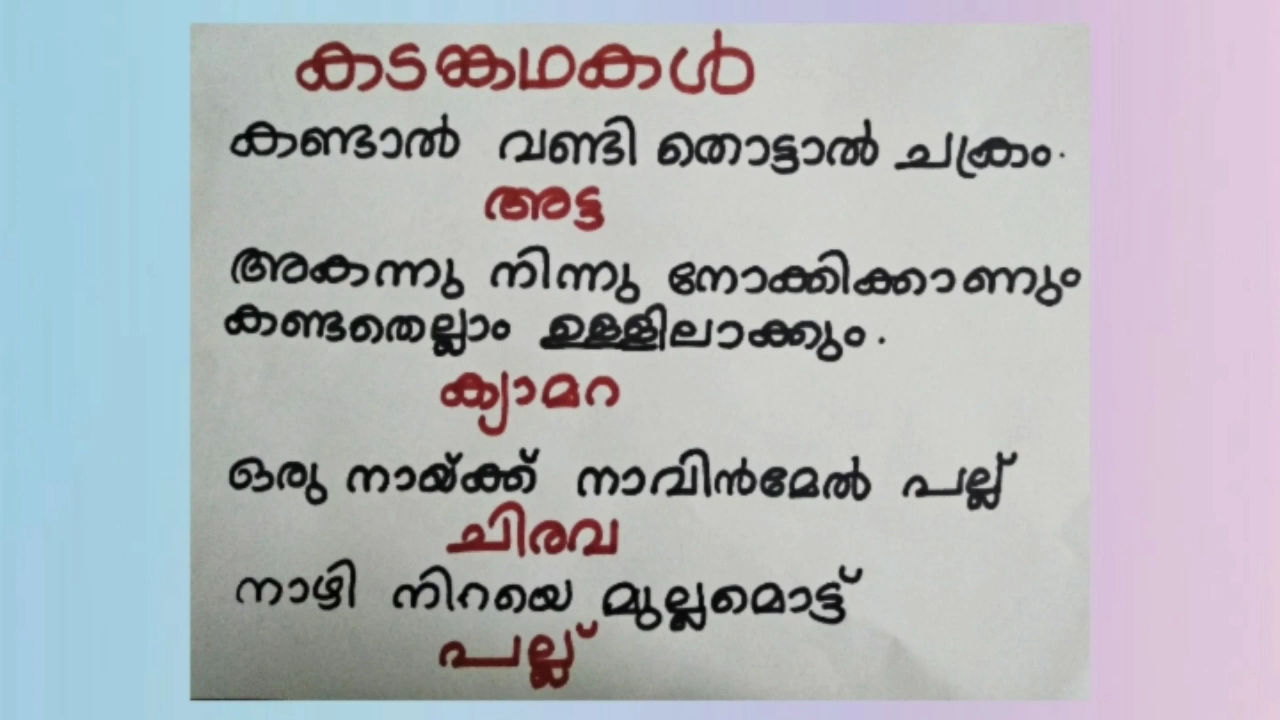 കടങ്കഥകൾ
കണ്ടാൽ വണ്ടി തൊട്ടാൽ ചക്രം.
അട്ട
അകന്നു നിന്നു നോക്കിക്കാണും
കണ്ടതെല്ലാം ഉള്ളിലാക്കും.
ക്യാമറ
ഒരു നായ്ക്ക് നാവിൻമേൽ പല്ല്
ചിരവ
നാഴി നിറയെ മുല്ലമൊട്ട്
പല്ല്